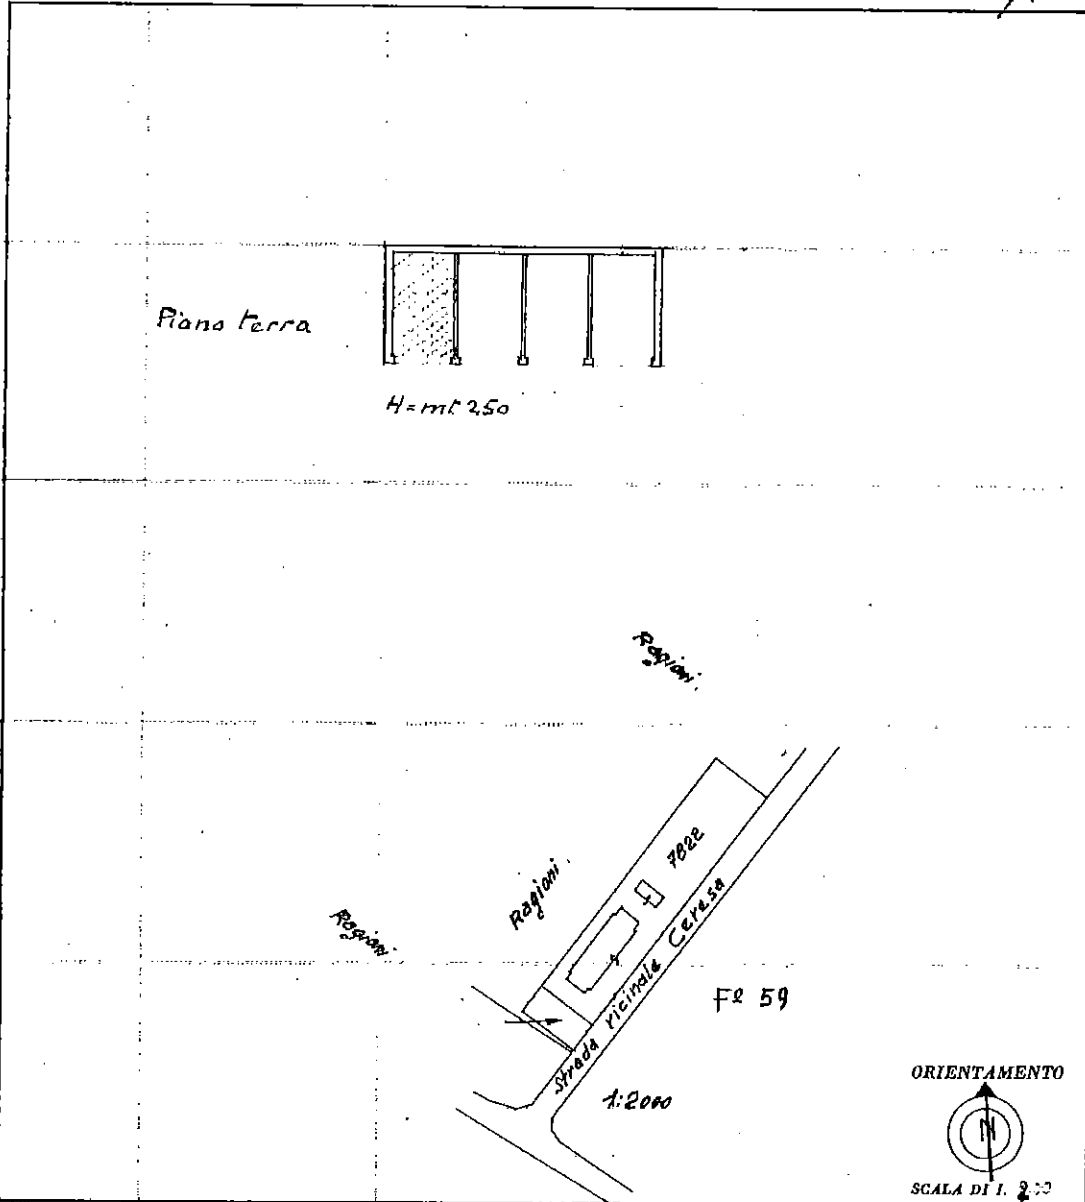 Piano terra
H=mt 2,50
Ragioni
Ragioni
Ragioni
7822
Strada vicinale Ceresa
Fº 59
1:2000
ORIENTAMENTO
N
SCALA DI 1.